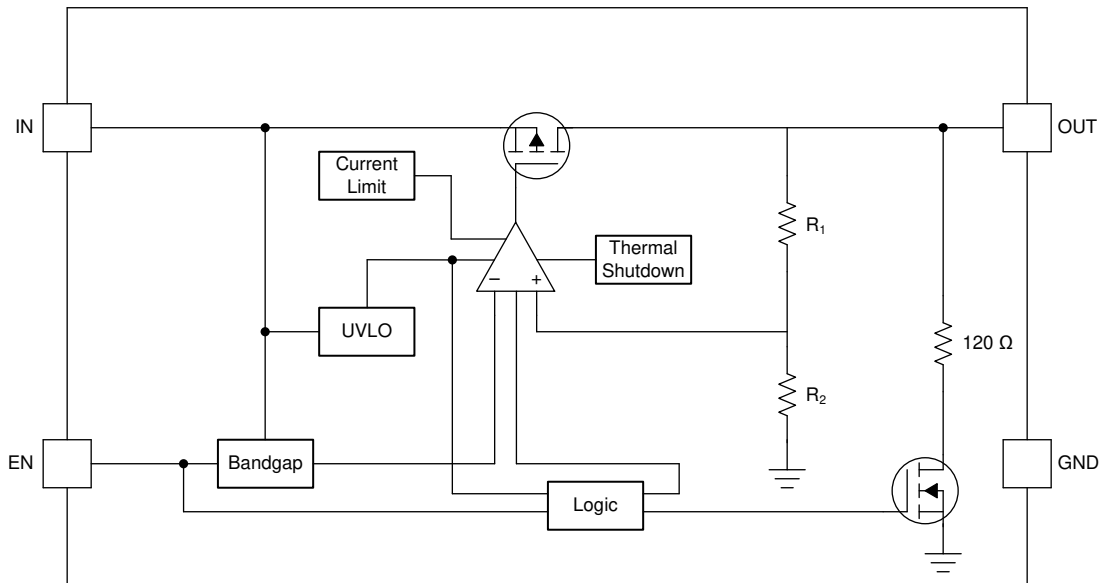 IN
OUT
Current
Limit
R1
Thermal
Shutdown
− +
UVLO
120 Ω
R2
EN
Bandgap
GND
Logic